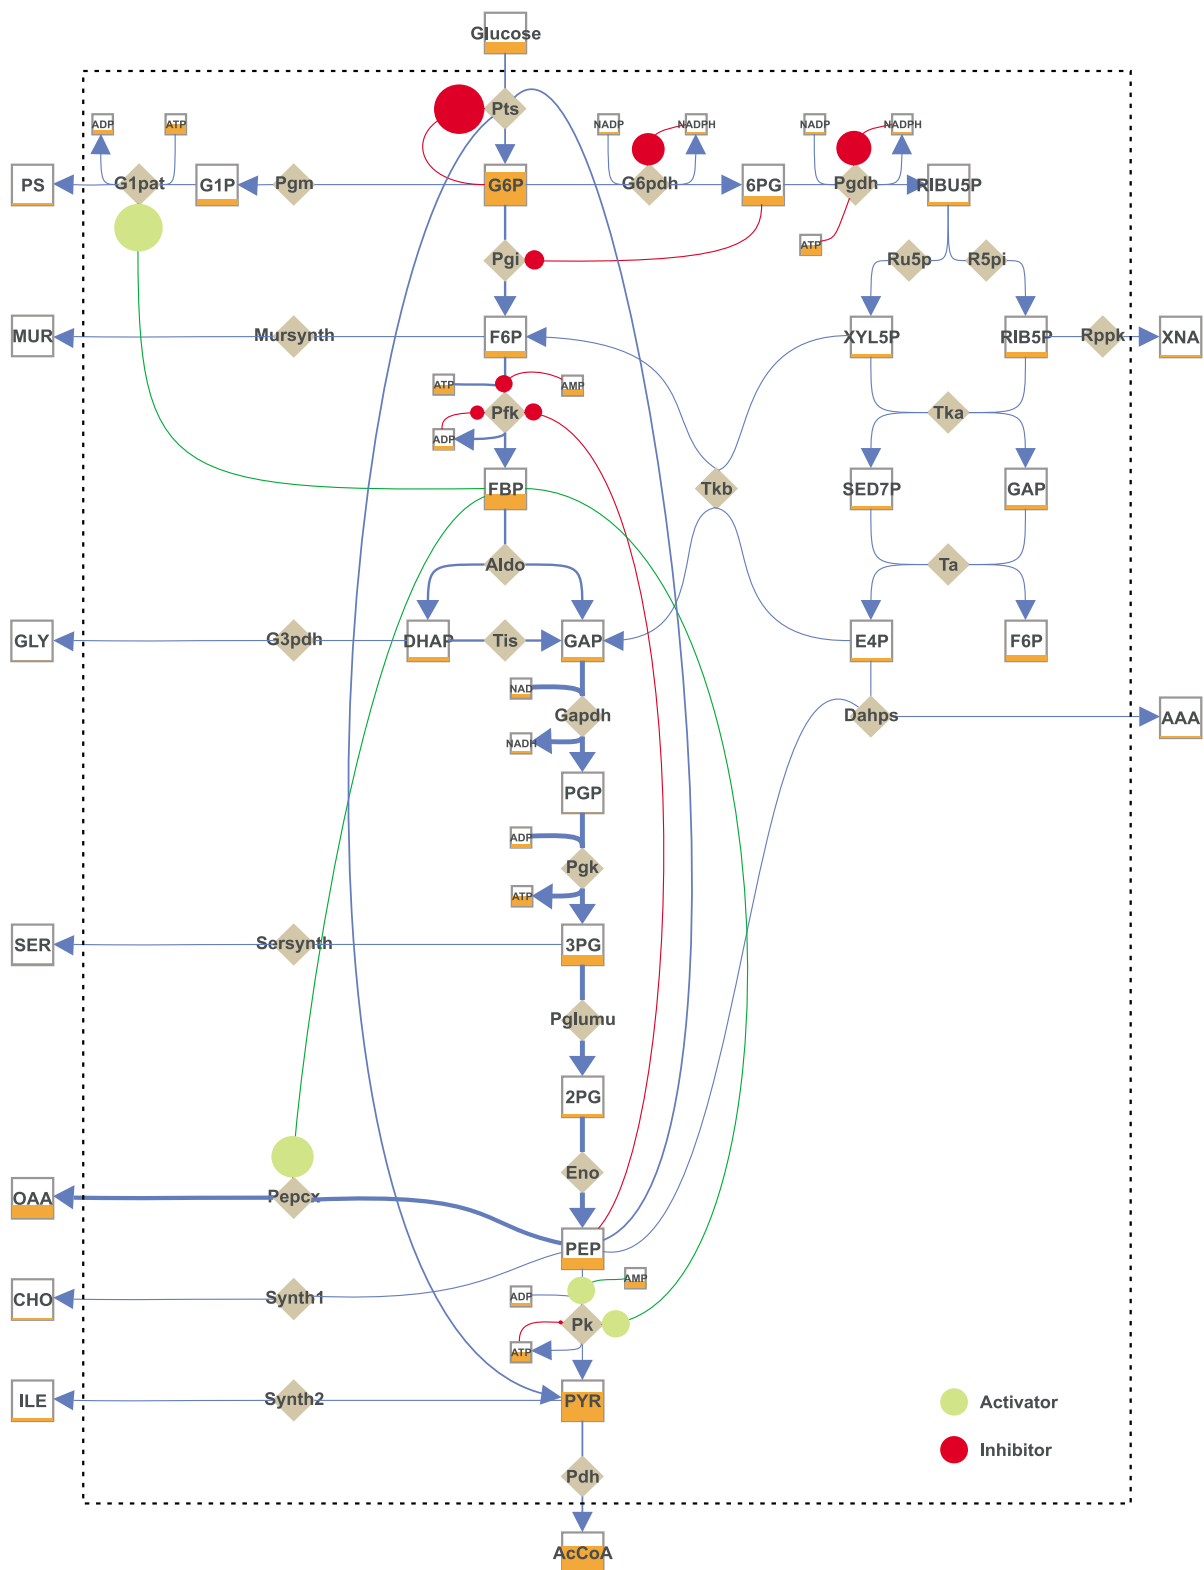 Glucose
Pts
ADP
ATP
NADP
NADPH
NADP
NADPH
PS
G1pat
G1P
Pgm
G6P
G6pdh
6PG
Pgdh
RIBU5P
ATP
Pgi
Ru5p
R5pi
MUR
Mursynth
F6P
XYL5P
RIB5P
Rppk
XNA
ATP
AMP
Pfk
Tka
ADP
FBP
Tkb
SED7P
GAP
Aldo
Ta
GLY
G3pdh
DHAP
Tis
GAP
E4P
F6P
NAD
Gapdh
Dahps
AAA
NADH
PGP
ADP
Pgk
ATP
SER
Sersynth
3PG
Pglumu
2PG
Eno
OAA
Pepcx
PEP
AMP
CHO
Synth1
ADP
Pk
ATP
ILE
Synth2
PYR
Activator
Inhibitor
Pdh
AcCoA